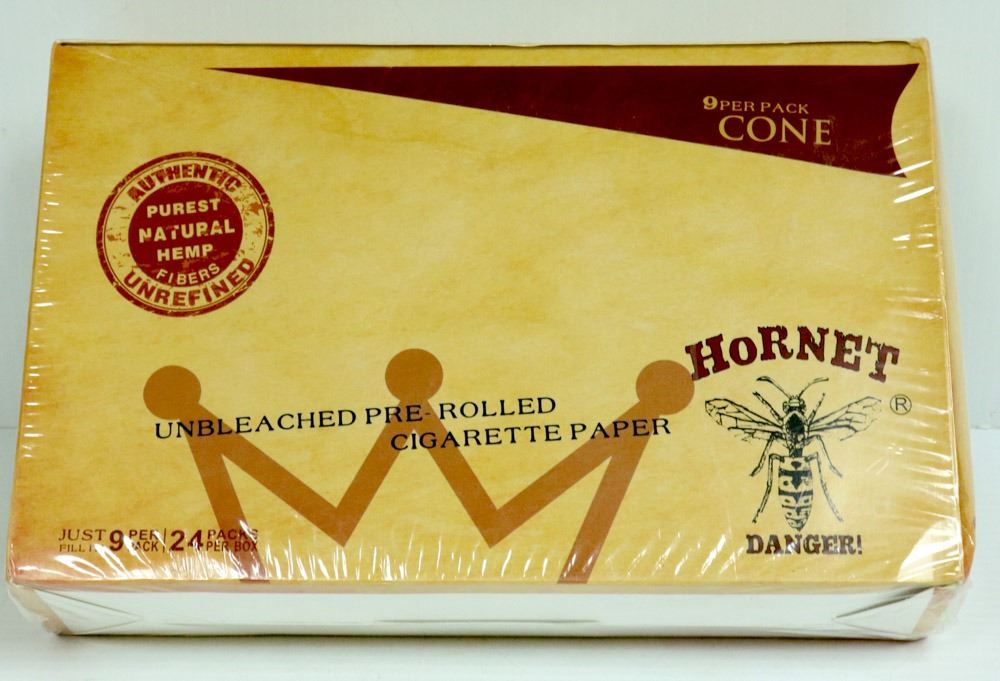 9 PER PACK
CONE
AUTHENTIC
PUREST
NATURAL
HEMP
FIBERS
UNREFINED
HORNET
®
UNBLEACHED PRE-ROLLED
CIGARETTE PAPER
JUST 9 PER | 24 PACKS
FILL PACK | PER BOX
DANGER!